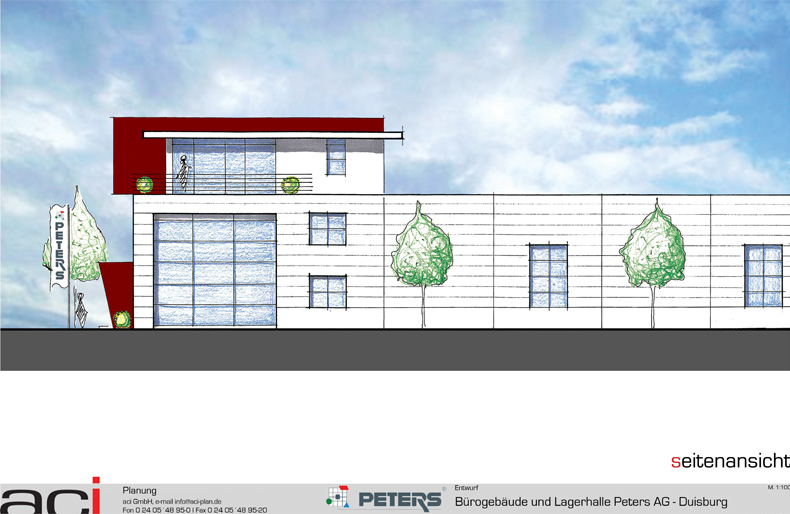 PETERS
seitenansicht
aci
Planung
aci GmbH, e-mail info@aci-plan.de
Fon 0 24 05 ´48 95-0 I Fax 0 24 05 ´48 95-20
PETERS
Entwurf
Bürogebäude und Lagerhalle Peters AG - Duisburg
M. 1:100